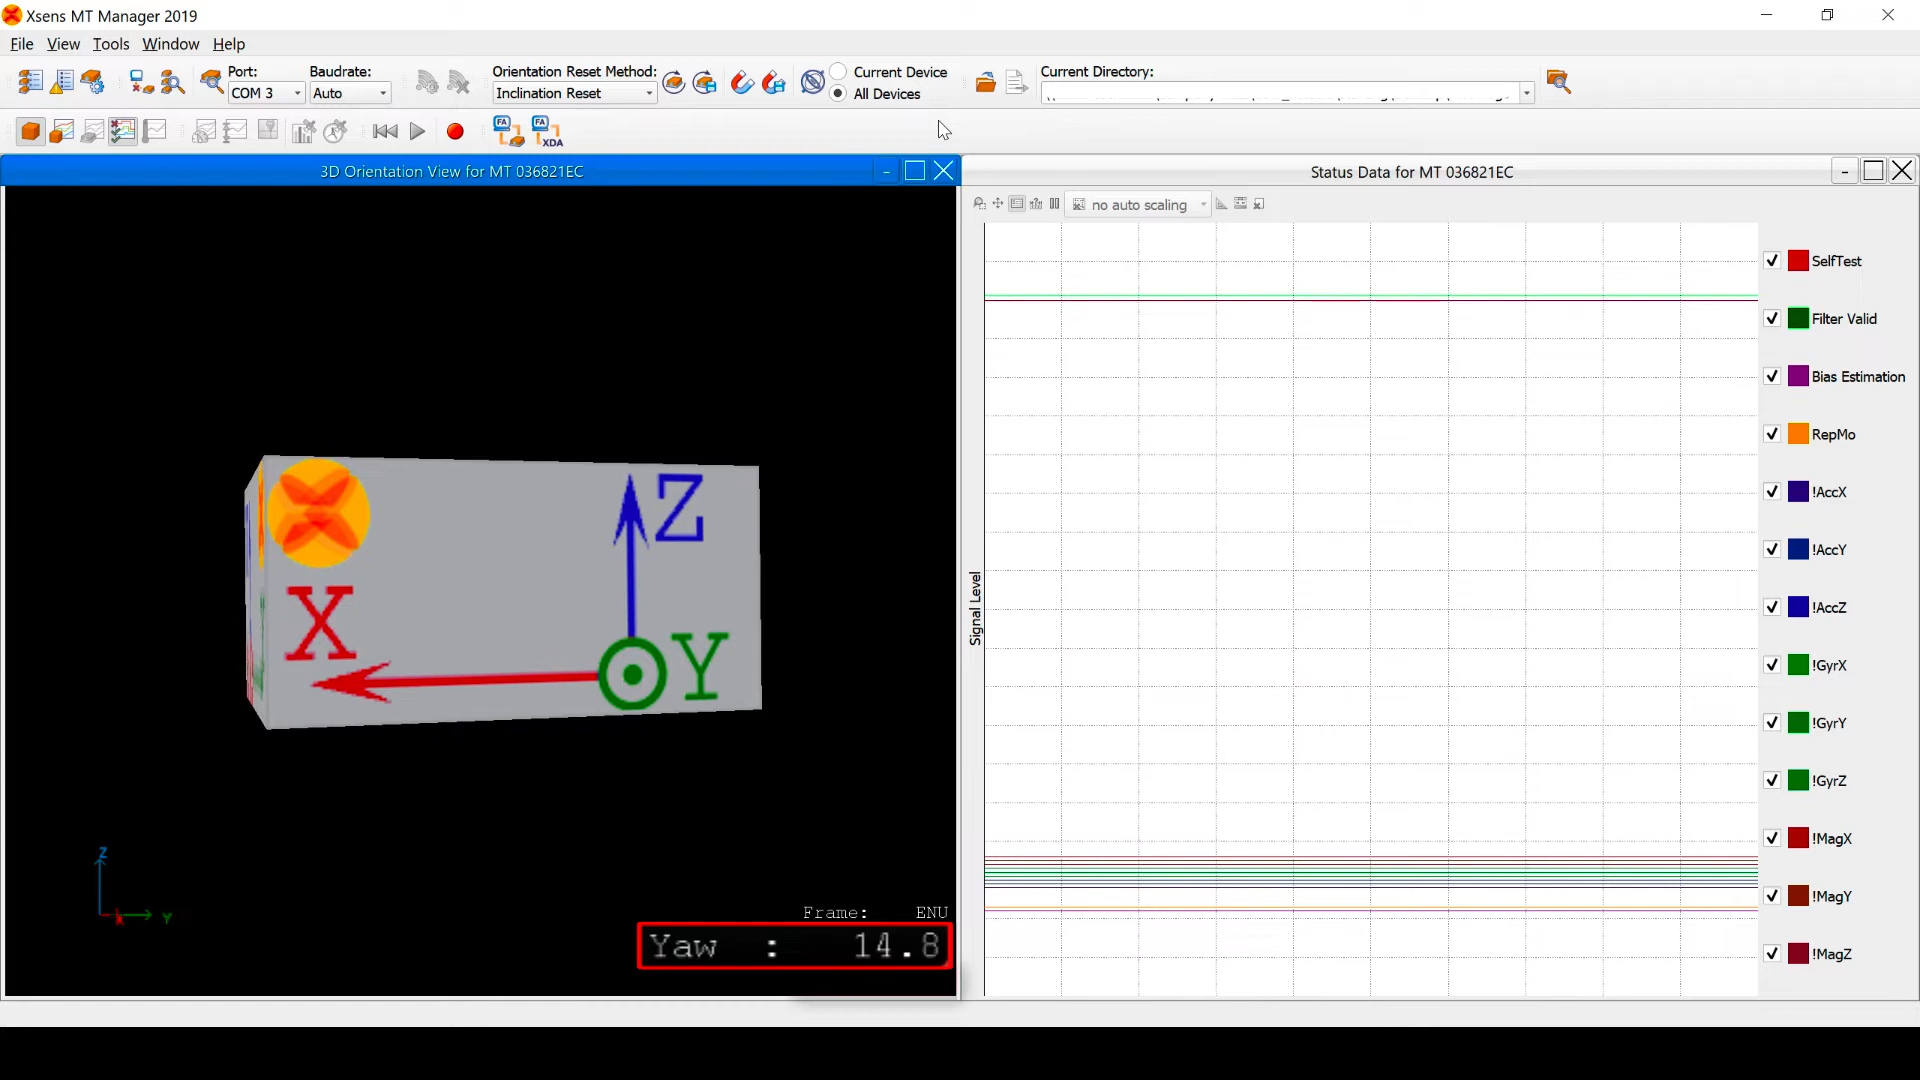 Xsens MT Manager 2019
File View Tools Window Help
Port: Baudrate: Orientation Reset Method: Current Device Current Directory:
COM 3 Auto Inclination Reset All Devices
FA FA XDA
3D Orientation View for MT 036821EC
Status Data for MT 036821EC
no auto scaling
Z
X
Y
Z
X Y
Frame: ENU
Yaw : 14.8
Signal Level
SelfTest
Filter Valid
Bias Estimation
RepMo
!AccX
!AccY
!AccZ
!GyrX
!GyrY
!GyrZ
!MagX
!MagY
!MagZ